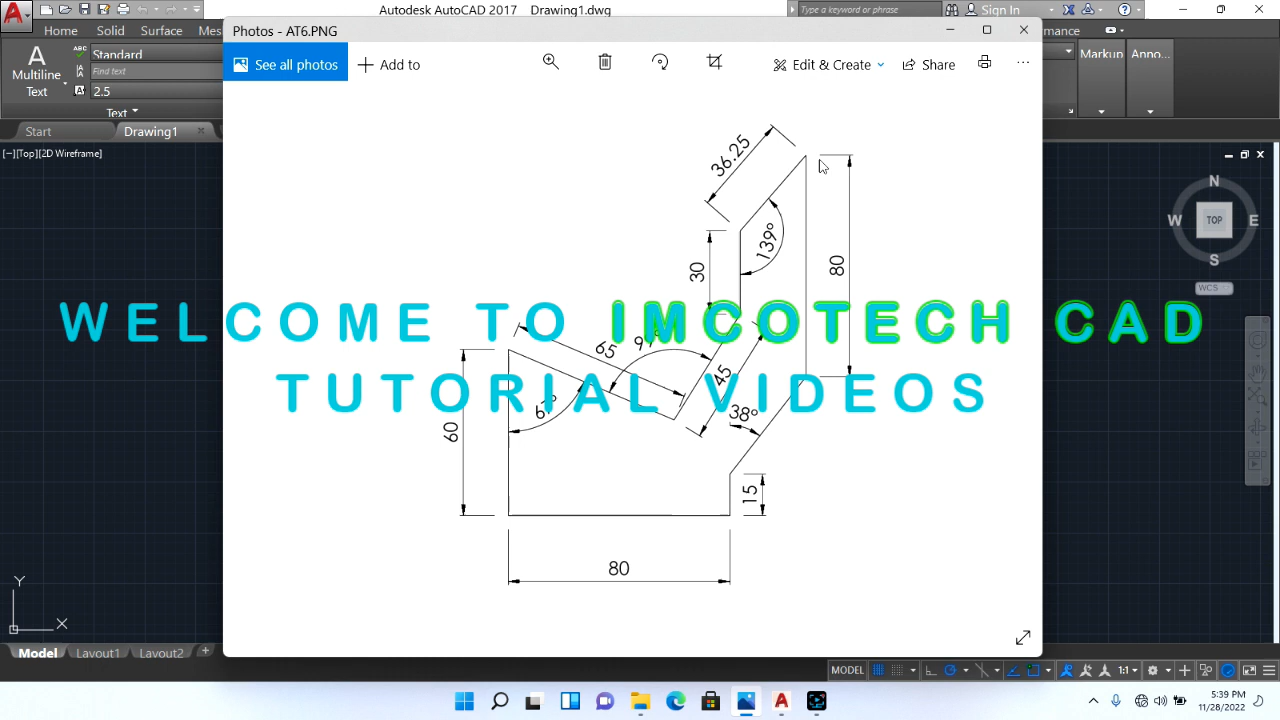 Autodesk AutoCAD 2017 Drawing1.dwg
Type a keyword or phrase
Sign In
Home Solid Surface
Photos - AT6.PNG
Multiline
Text
Standard
Find text
2.5
Text
See all photos
Add to
Edit & Create
Share
Markup
Start
Drawing1
[−][Top][2D Wireframe]
36.25
139°
30
80
WELCOME TO IMCOTECH CAD
TUTORIAL VIDEOS
65
45
38°
60
15
80
N
W TOP E
S
WCS
Y
X
Model Layout1 Layout2 +
MODEL
1:1
5:39 PM
11/28/2022